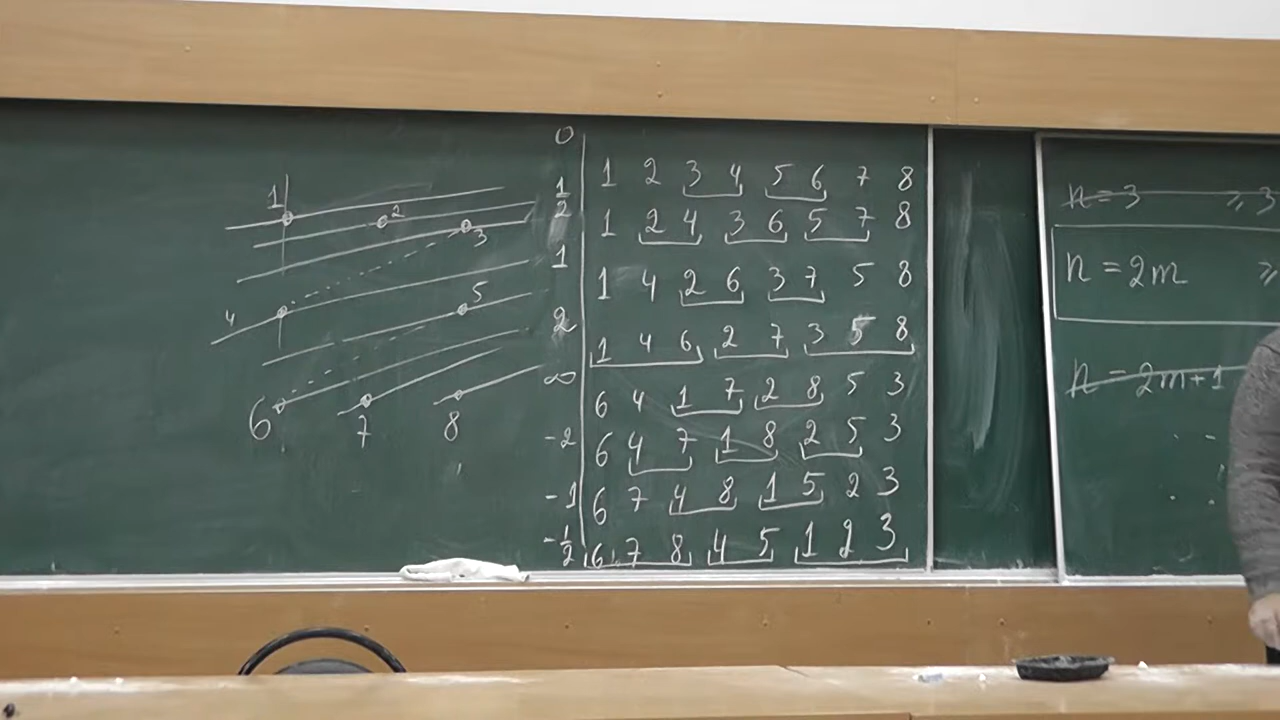 1
2
3
4
5
6 7 8
0
1/2 1 2 3 4 5 6 7 8
1 2 4 3 6 5 7 8
1
1 4 2 6 3 7 5 8
2
1 4 6 2 7 3 5 8
∞
6 4 1 7 2 8 5 3
-2 6 4 7 1 8 2 5 3
-1 6 7 4 8 1 5 2 3
-1/2 6 7 8 4 5 1 2 3
n = 3 ⩾ 3
n = 2m ⩾
n = 2m+1